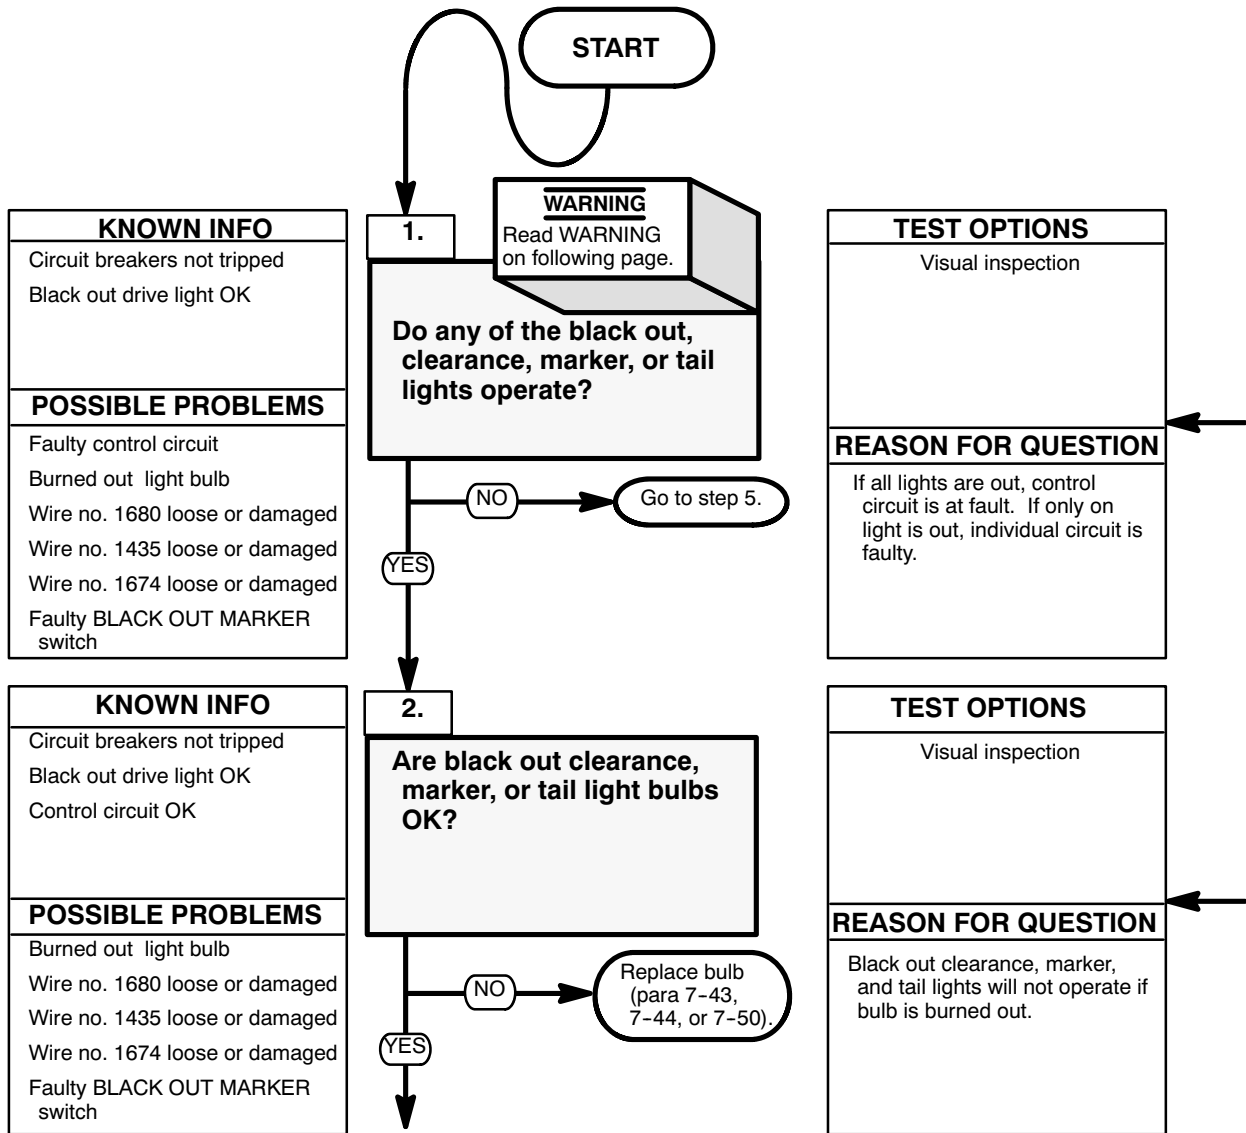 START
WARNING
Read WARNING
on following page.
KNOWN INFO
Circuit breakers not tripped
Black out drive light OK
POSSIBLE PROBLEMS
Faulty control circuit
Burned out light bulb
Wire no. 1680 loose or damaged
Wire no. 1435 loose or damaged
Wire no. 1674 loose or damaged
Faulty BLACK OUT MARKER
switch
1.
Do any of the black out,
clearance, marker, or tail
lights operate?
NO
Go to step 5.
YES
TEST OPTIONS
Visual inspection
REASON FOR QUESTION
If all lights are out, control
circuit is at fault. If only on
light is out, individual circuit is
faulty.
KNOWN INFO
Circuit breakers not tripped
Black out drive light OK
Control circuit OK
POSSIBLE PROBLEMS
Burned out light bulb
Wire no. 1680 loose or damaged
Wire no. 1435 loose or damaged
Wire no. 1674 loose or damaged
Faulty BLACK OUT MARKER
switch
2.
Are black out clearance,
marker, or tail light bulbs
OK?
NO
Replace bulb
(para 7-43,
7-44, or 7-50).
YES
TEST OPTIONS
Visual inspection
REASON FOR QUESTION
Black out clearance, marker,
and tail lights will not operate if
bulb is burned out.